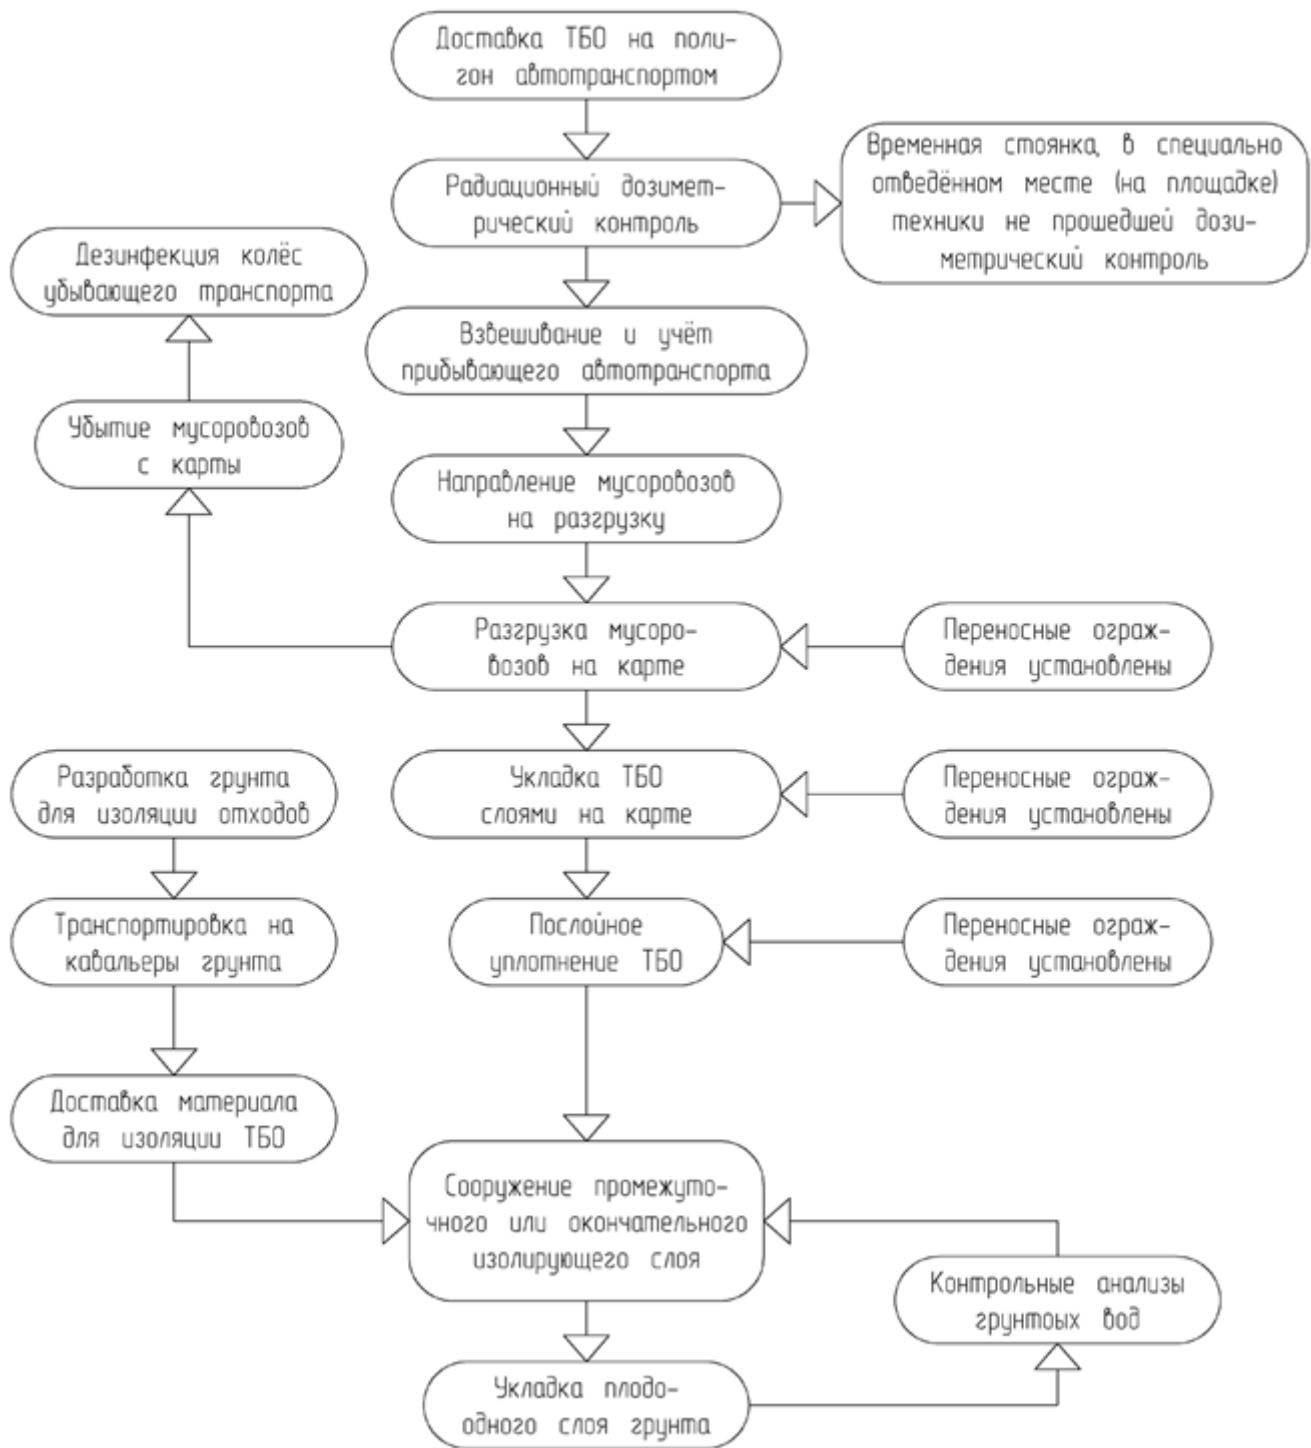 Доставка ТБО на поли-
гон автотранспортом
Радиационный дозимет-
рический контроль
Временная стоянка, в специально
отведённом месте (на площадке)
техники не прошедшей дози-
метрический контроль
Дезинфекция колёс
убывающего транспорта
Взвешивание и учёт
прибывающего автотранспорта
Убытие мусоровозов
с карты
Направление мусоровозов
на разгрузку
Разгрузка мусоро-
возов на карте
Переносные ограж-
дения установлены
Разработка грунта
для изоляции отходов
Укладка ТБО
слоями на карте
Переносные ограж-
дения установлены
Транспортировка на
кавальеры грунта
Послойное
уплотнение ТБО
Переносные ограж-
дения установлены
Доставка материала
для изоляции ТБО
Сооружение промежуто-
чного или окончательного
изолирующего слоя
Контрольные анализы
грунтоых вод
Укладка плодо-
одного слоя грунта